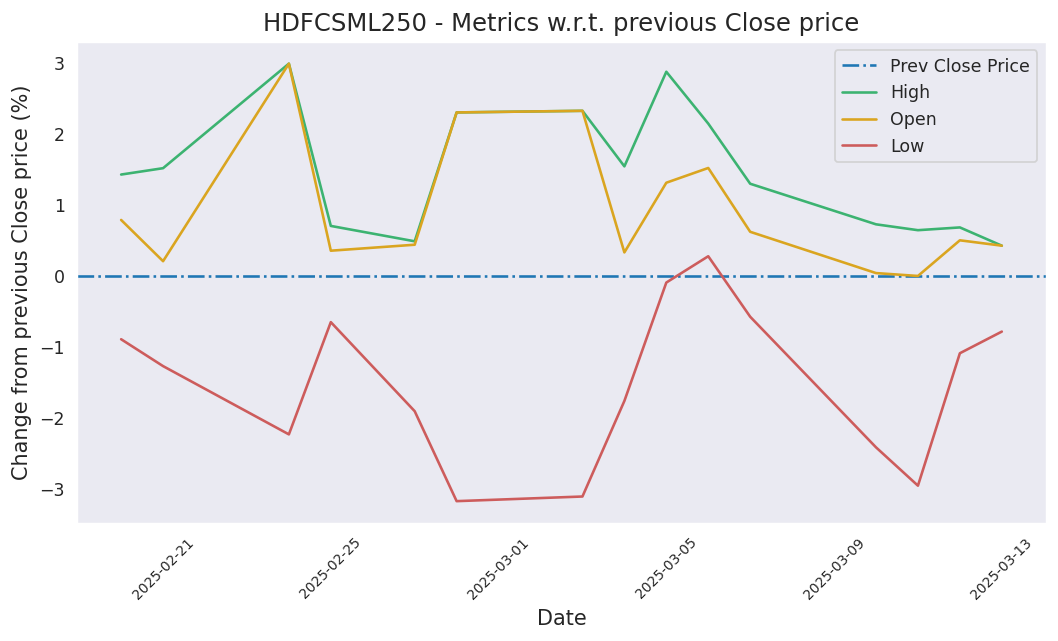 HDFCSML250 - Metrics w.r.t. previous Close price
Change from previous Close price (%)
3
2
1
0
−1
−2
−3
Prev Close Price
High
Open
Low
2025-02-21
2025-02-25
2025-03-01
2025-03-05
2025-03-09
2025-03-13
Date